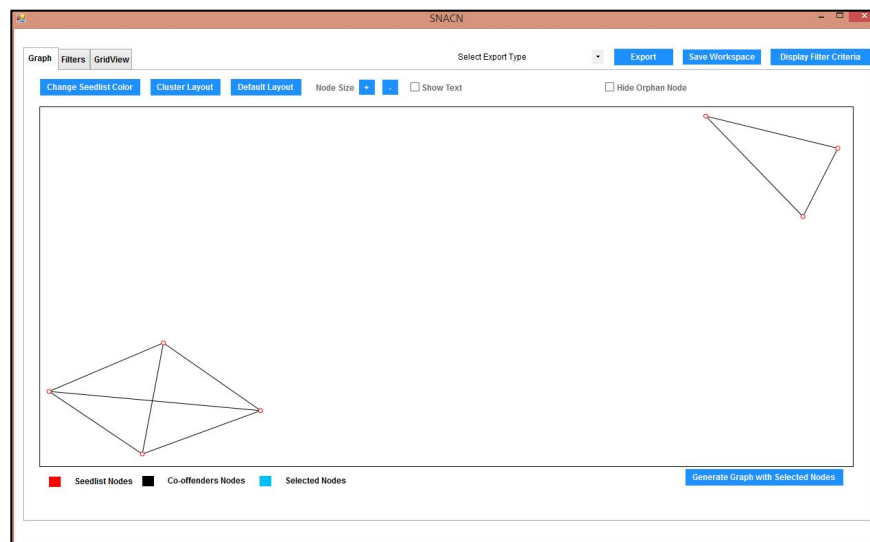 SNACN
Graph Filters GridView Select Export Type Export Save Workspace Display Filter Criteria
Change Seedlist Color Cluster Layout Default Layout Node Size + - Show Text Hide Orphan Node
Seedlist Nodes Co-offenders Nodes Selected Nodes Generate Graph with Selected Nodes